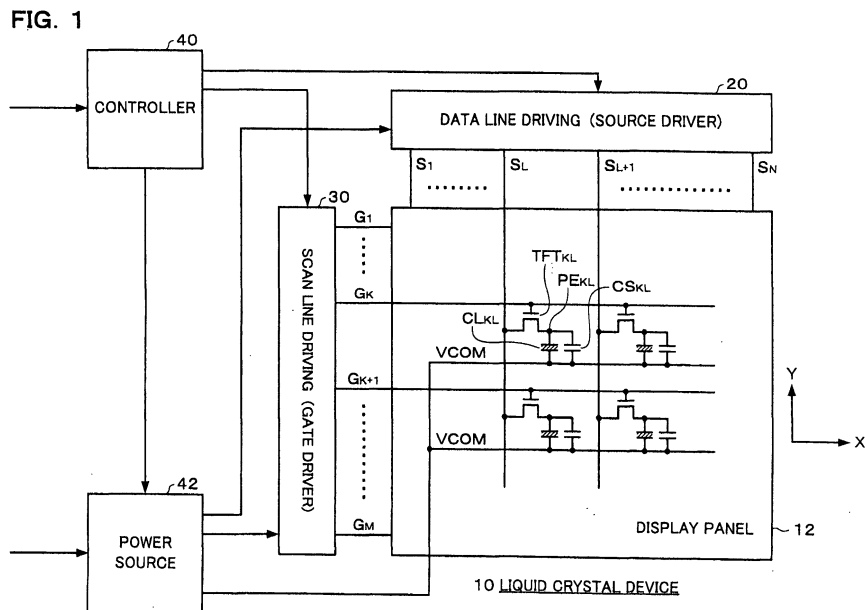 FIG. 1
40
CONTROLLER
20
DATA LINE DRIVING (SOURCE DRIVER)
S1 SL SL+1 SN
30
SCAN LINE DRIVING (GATE DRIVER)
G1
GK
GK+1
GM
TFTKL
PEKL
CSKL
CLKL
VCOM
VCOM
Y
X
42
POWER
SOURCE
DISPLAY PANEL
12
10 LIQUID CRYSTAL DEVICE